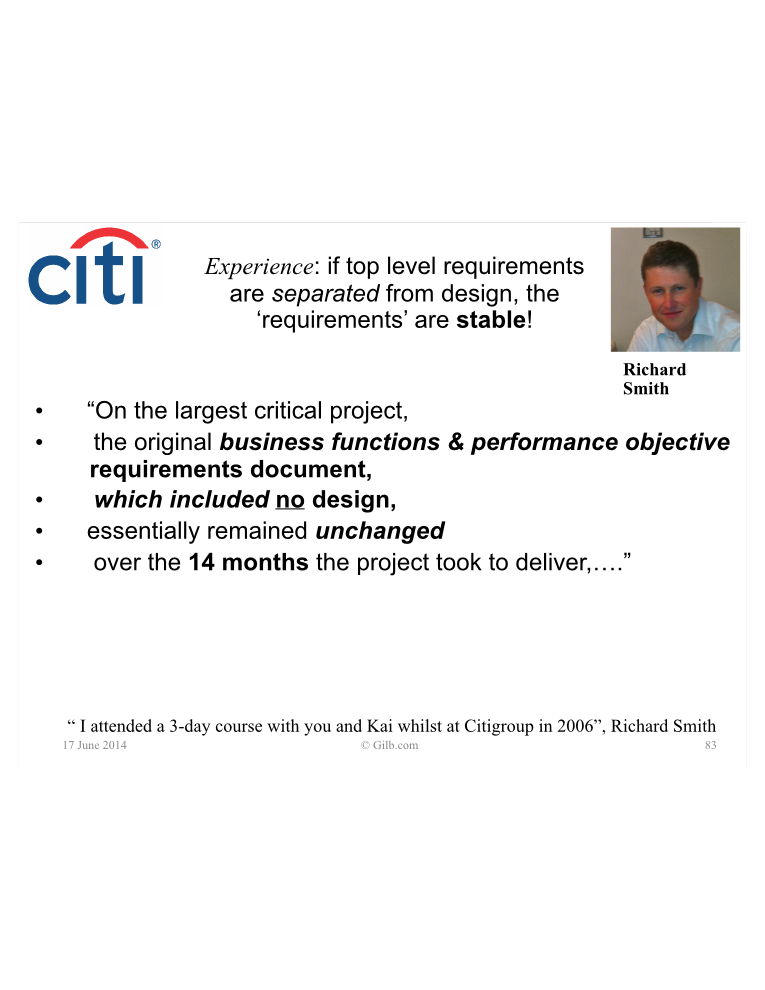 citi®
Experience: if top level requirements
are separated from design, the
‘requirements’ are stable!
Richard
Smith
• “On the largest critical project,
• the original business functions & performance objective
requirements document,
• which included no design,
• essentially remained unchanged
• over the 14 months the project took to deliver,….”
“ I attended a 3-day course with you and Kai whilst at Citigroup in 2006”, Richard Smith
17 June 2014 © Gilb.com 83